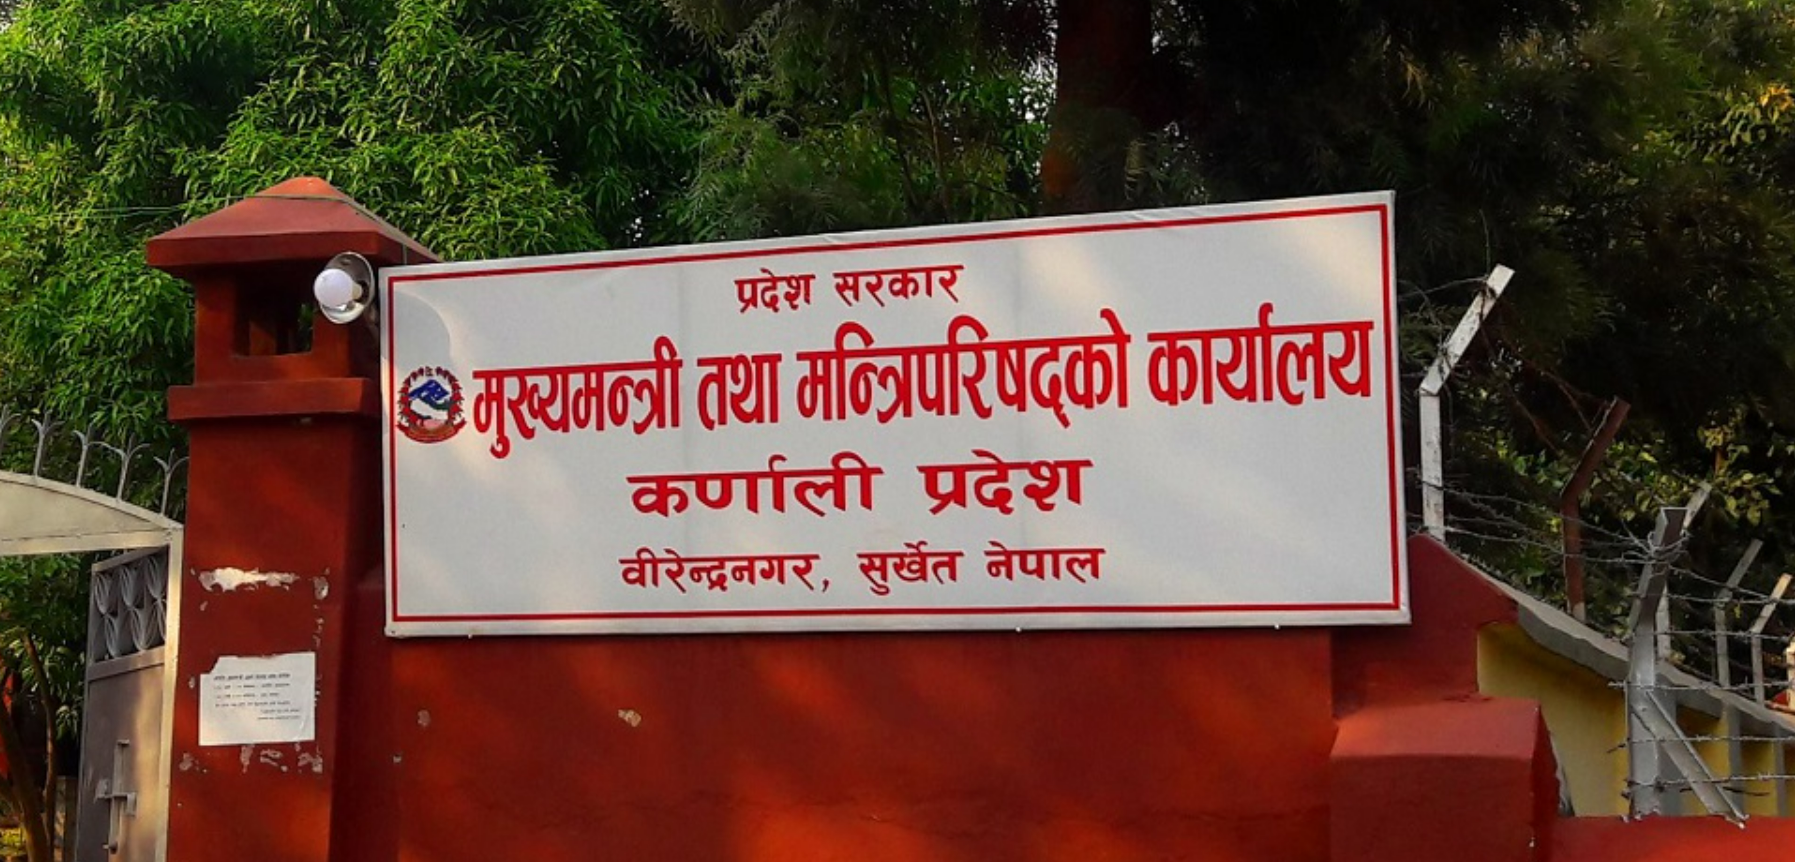 प्रदेश सरकार
मुख्यमन्त्री तथा मन्त्रिपरिषद्को कार्यालय
कर्णाली प्रदेश
वीरेन्द्रनगर, सुर्खेत नेपाल